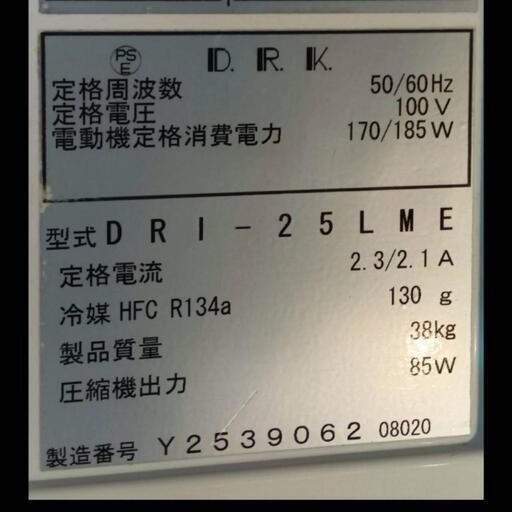 PS
E
D. R. K.
定格周波数 50/60Hz
定格電圧 100V
電動機定格消費電力 170/185W
型式 DRI-25LME
定格電流 2.3/2.1A
冷媒 HFC R134a 130 g
製品質量 38kg
圧縮機出力 85W
製造番号 Y2539062 08020